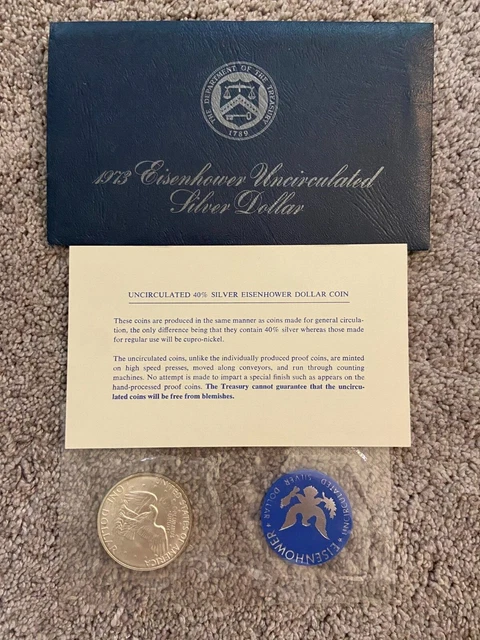 THE DEPARTMENT OF THE TREASURY
1789
1973 Eisenhower Uncirculated
Silver Dollar
UNCIRCULATED 40% SILVER EISENHOWER DOLLAR COIN
These coins are produced in the same manner as coins made for general circula-
tion, the only difference being that they contain 40% silver whereas those made
for regular use will be cupro-nickel.
The uncirculated coins, unlike the individually produced proof coins, are minted
on high speed presses, moved along conveyors, and run through counting
machines. No attempt is made to impart a special finish such as appears on the
hand-processed proof coins. The Treasury cannot guarantee that the uncircu-
lated coins will be free from blemishes.
UNITED STATES OF AMERICA
ONE DOLLAR
EISENHOWER
UNCIRCULATED SILVER DOLLAR